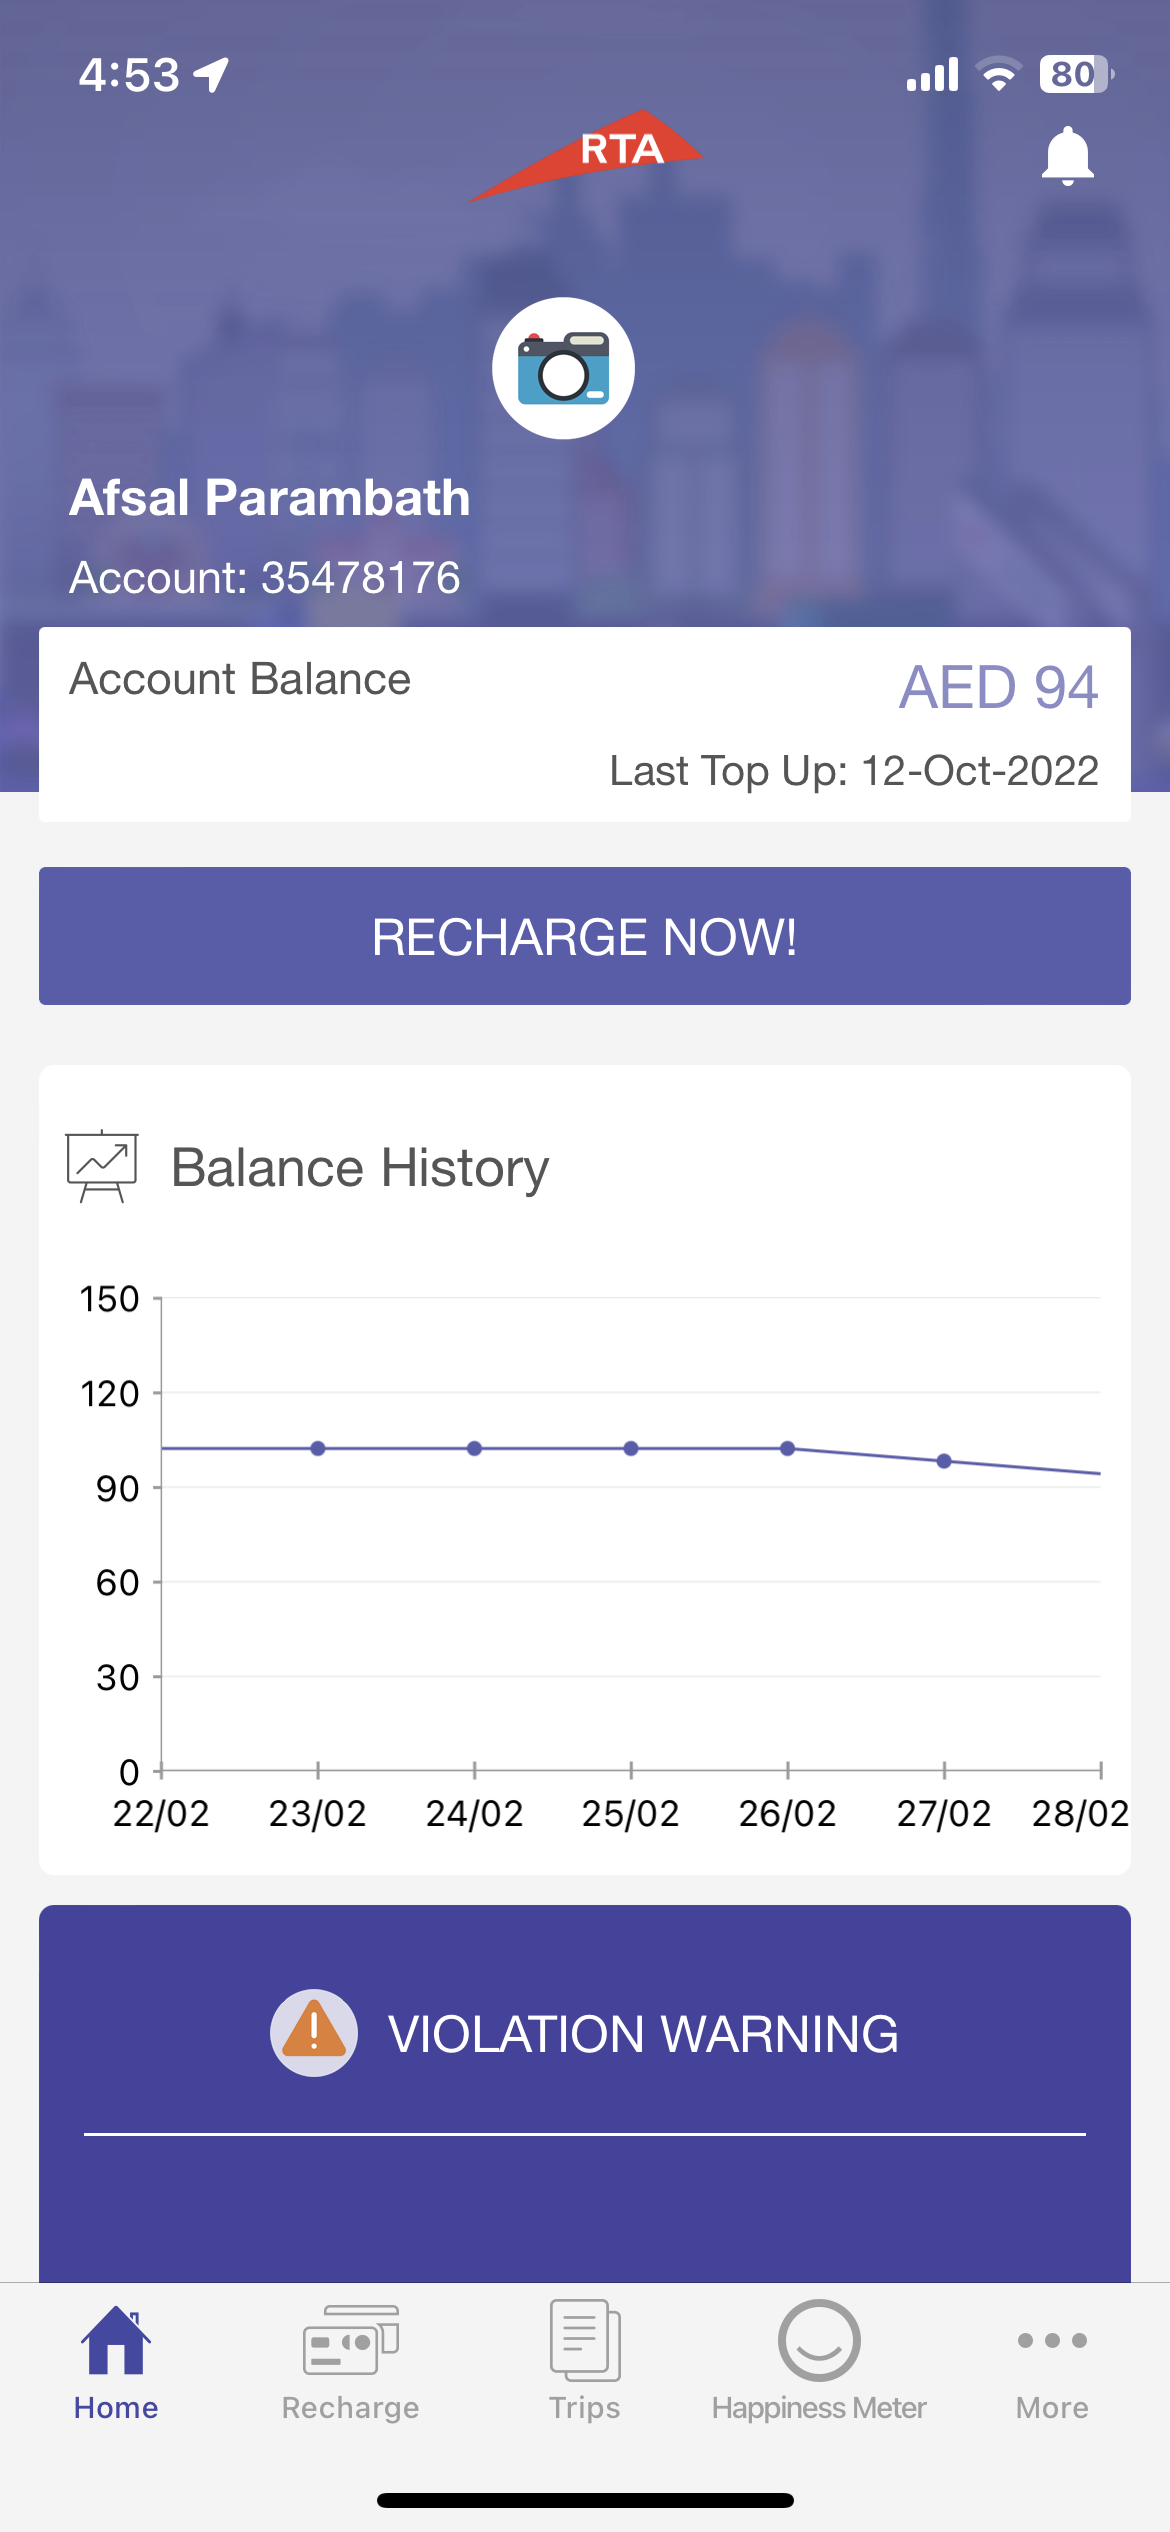 4:53
80
RTA
Afsal Parambath
Account: 35478176
Account Balance
AED 94
Last Top Up: 12-Oct-2022
RECHARGE NOW!
Balance History
150
120
90
60
30
0
22/02 23/02 24/02 25/02 26/02 27/02 28/02
VIOLATION WARNING
Home Recharge Trips Happiness Meter More